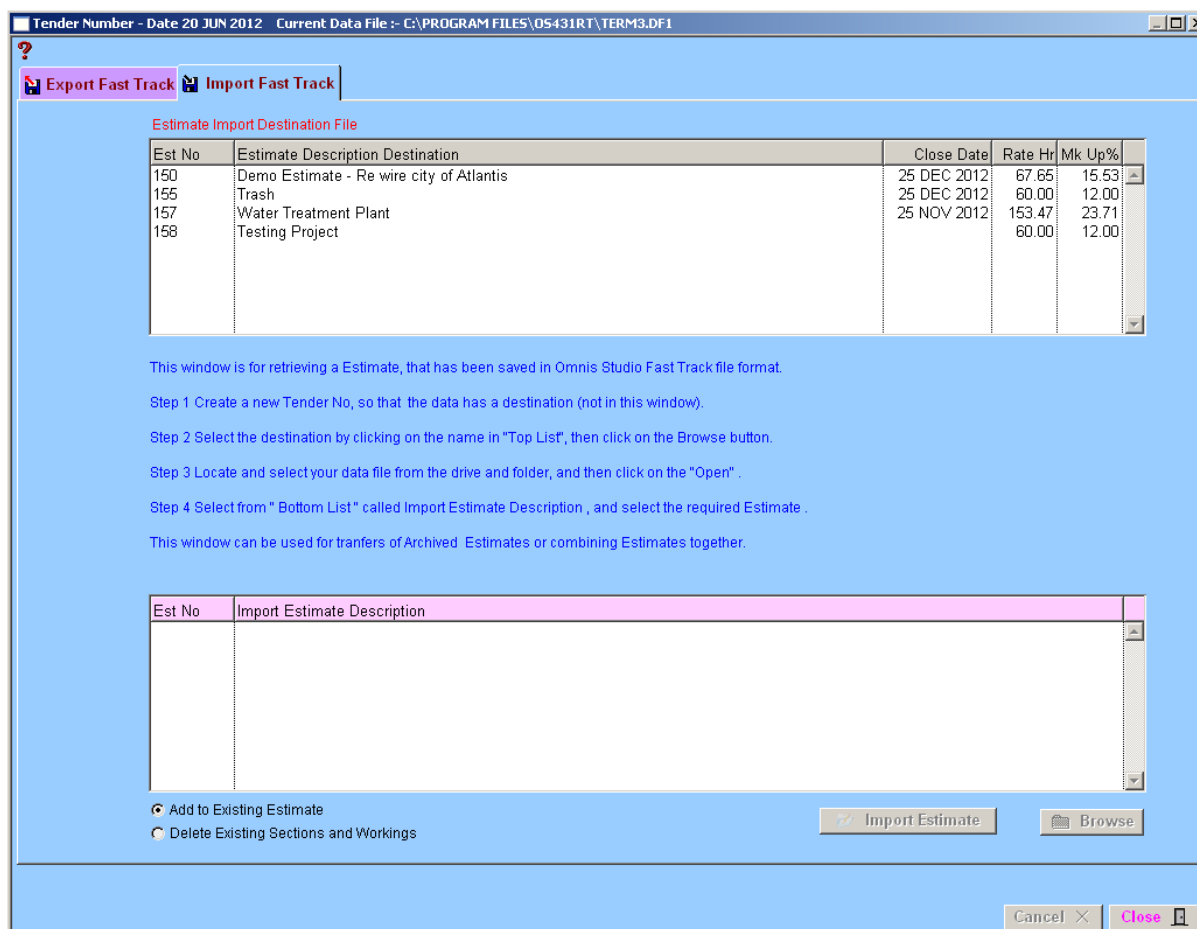 Tender Number - Date 20 JUN 2012 Current Data File :- C:\PROGRAM FILES\OS431RT\TERM3.DF1
?
Export Fast Track Import Fast Track
Estimate Import Destination File
Est No Estimate Description Destination Close Date Rate Hr Mk Up%
150 Demo Estimate - Re wire city of Atlantis 25 DEC 2012 67.65 15.53
155 Trash 25 DEC 2012 60.00 12.00
157 Water Treatment Plant 25 NOV 2012 153.47 23.71
158 Testing Project 60.00 12.00
This window is for retrieving a Estimate, that has been saved in Omnis Studio Fast Track file format.
Step 1 Create a new Tender No, so that the data has a destination (not in this window).
Step 2 Select the destination by clicking on the name in "Top List", then click on the Browse button.
Step 3 Locate and select your data file from the drive and folder, and then click on the "Open" .
Step 4 Select from " Bottom List " called Import Estimate Description , and select the required Estimate .
This window can be used for tranfers of Archived Estimates or combining Estimates together.
Est No Import Estimate Description
Add to Existing Estimate
Delete Existing Sections and Workings
Import Estimate Browse
Cancel Close